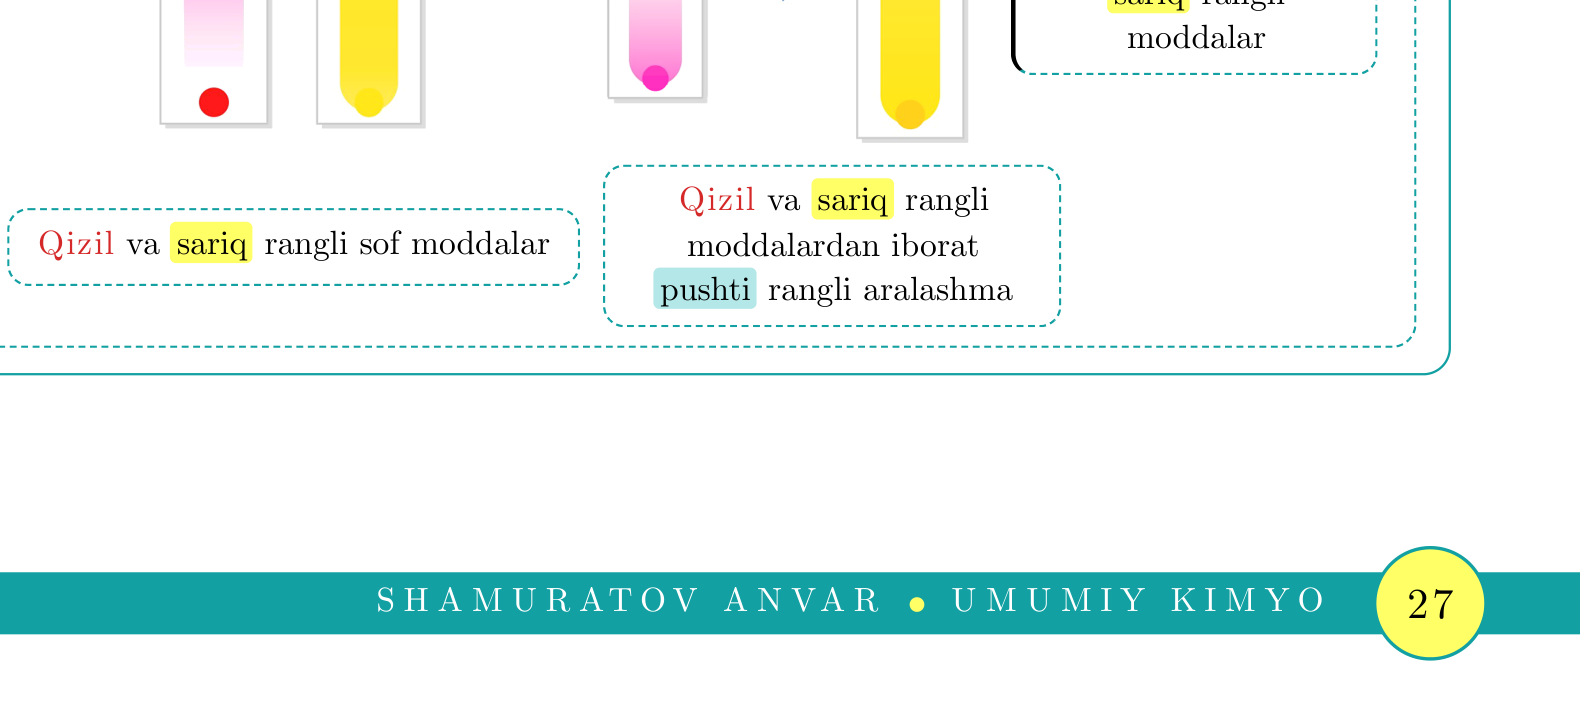 moddalar
Qizil va sariq rangli sof moddalar
Qizil va sariq rangli
moddalardan iborat
pushti rangli aralashma
SHAMURATOV ANVAR • UMUMIY KIMYO
27